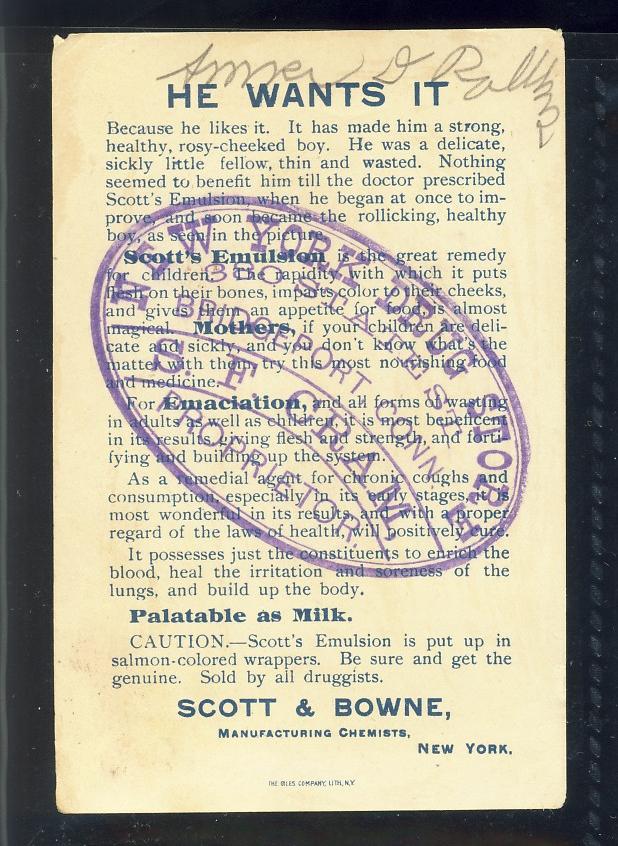 HE WANTS IT
Because he likes it. It has made him a strong,
healthy, rosy-cheeked boy. He was a delicate,
sickly little fellow, thin and wasted. Nothing
seemed to benefit him till the doctor prescribed
Scott's Emulsion, when he began at once to im-
prove, and soon became the rollicking, healthy
boy, as seen in the picture.
Scott's Emulsion is the great remedy
for children. The rapidity with which it puts
flesh on their bones, imparts color to their cheeks,
and gives them an appetite for food, is almost
magical. Mothers, if your children are deli-
cate and sickly, and you don't know what's the
matter with them, try this most nourishing food
and medicine.
For Emaciation, and all forms of wasting
in adults as well as children, it is most beneficent
in its results, giving flesh and strength, and forti-
fying and building up the system.
As a remedial agent for chronic coughs and
consumption, especially in its early stages, it is
most wonderful in its results, and with a proper
regard of the laws of health, will positively cure.
It possesses just the constituents to enrich the
blood, heal the irritation and soreness of the
lungs, and build up the body.
Palatable as Milk.
CAUTION.—Scott's Emulsion is put up in
salmon-colored wrappers. Be sure and get the
genuine. Sold by all druggists.
SCOTT & BOWNE,
MANUFACTURING CHEMISTS,
NEW YORK.
THE GILES COMPANY, LITH, N.Y.
NEW YORK DRUG STORE
BRIDGEPORT CONN
S. F.
PROPRIETOR.